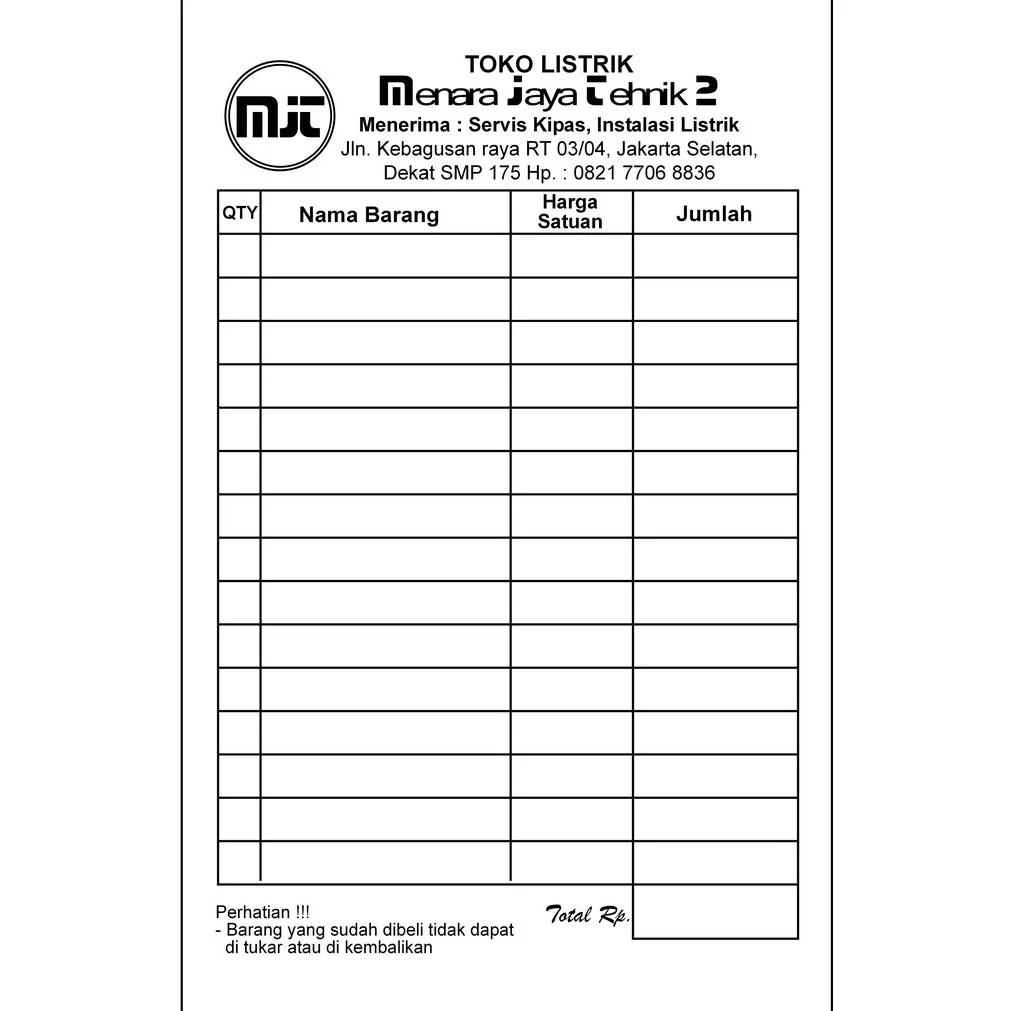 MJT
TOKO LISTRIK
Menara Jaya Tehnik 2
Menerima : Servis Kipas, Instalasi Listrik
Jln. Kebagusan raya RT 03/04, Jakarta Selatan,
Dekat SMP 175 Hp. : 0821 7706 8836
QTY Nama Barang Harga Satuan Jumlah
Total Rp.
Perhatian !!!
- Barang yang sudah dibeli tidak dapat
di tukar atau di kembalikan